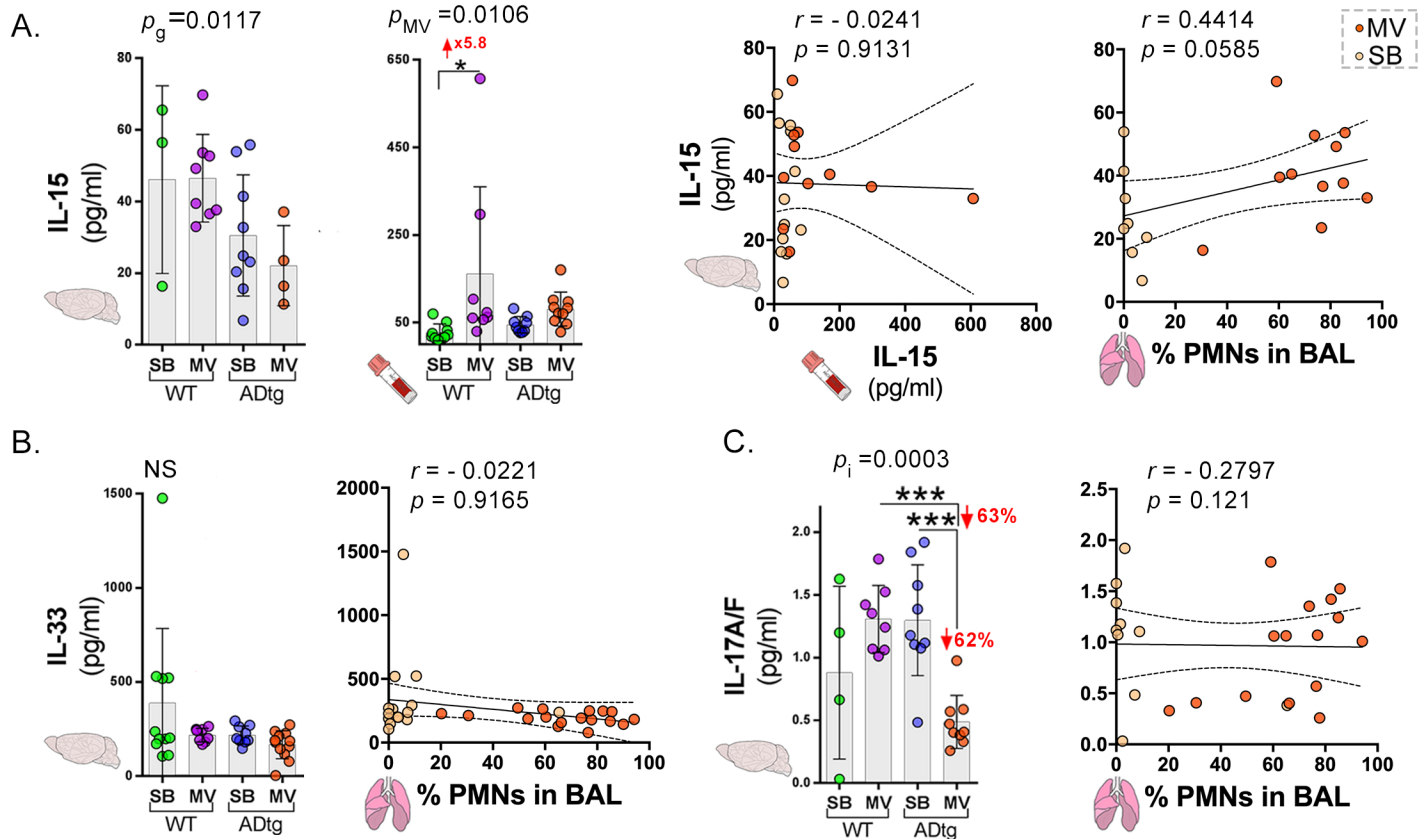 A.
pg=0.0117
80
60
40
20
0
IL-15
(pg/ml)
SB MV SB MV
WT ADtg
pMV =0.0106
x5.8
*
650
450
250
50
SB MV SB MV
WT ADtg
r = - 0.0241
p = 0.9131
80
60
40
20
0
IL-15
(pg/ml)
0 200 400 600 800
IL-15
(pg/ml)
r = 0.4414
p = 0.0585
80
60
40
20
0
0 20 40 60 80 100
% PMNs in BAL
MV
SB
B.
NS
1500
1000
500
0
IL-33
(pg/ml)
SB MV SB MV
WT ADtg
r = - 0.0221
p = 0.9165
2000
1500
1000
500
0
0 20 40 60 80 100
% PMNs in BAL
C.
pi =0.0003
***
63%
***
62%
2.0
1.5
1.0
0.5
0.0
IL-17A/F
(pg/ml)
SB MV SB MV
WT ADtg
r = - 0.2797
p = 0.121
2.5
2.0
1.5
1.0
0.5
0.0
0 20 40 60 80 100
% PMNs in BAL